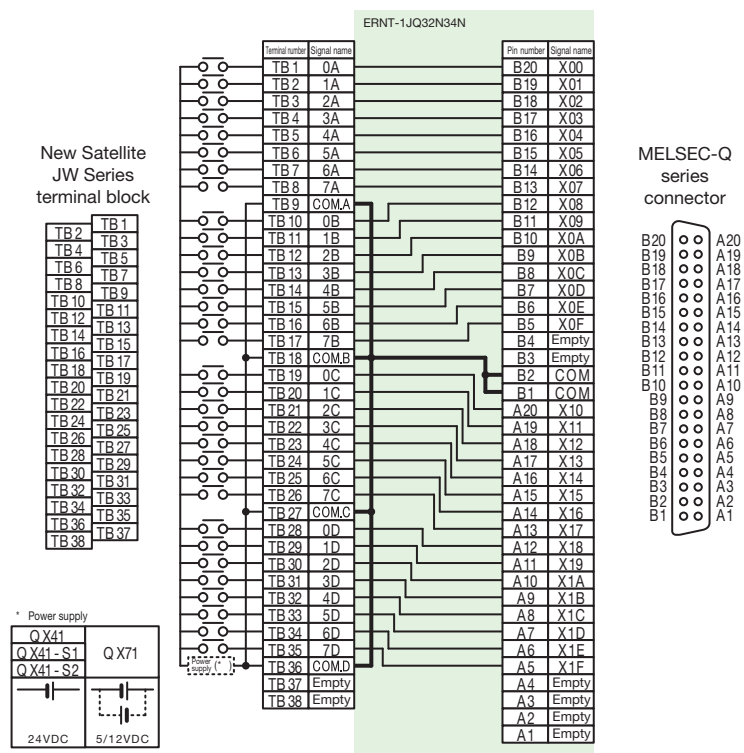 ERNT-1JQ32N34N
Terminal number Signal name
TB 1 0A
TB 2 1A
TB 3 2A
TB 4 3A
TB 5 4A
TB 6 5A
TB 7 6A
TB 8 7A
TB 9 COM.A
TB 10 0B
TB 11 1B
TB 12 2B
TB 13 3B
TB 14 4B
TB 15 5B
TB 16 6B
TB 17 7B
TB 18 COM.B
TB 19 0C
TB 20 1C
TB 21 2C
TB 22 3C
TB 23 4C
TB 24 5C
TB 25 6C
TB 26 7C
TB 27 COM.C
TB 28 0D
TB 29 1D
TB 30 2D
TB 31 3D
TB 32 4D
TB 33 5D
TB 34 6D
TB 35 7D
TB 36 COM.D
TB 37 Empty
TB 38 Empty
Power supply (* )
Pin number Signal name
B20 X00
B19 X01
B18 X02
B17 X03
B16 X04
B15 X05
B14 X06
B13 X07
B12 X08
B11 X09
B10 X0A
B9 X0B
B8 X0C
B7 X0D
B6 X0E
B5 X0F
B4 Empty
B3 Empty
B2 COM
B1 COM
A20 X10
A19 X11
A18 X12
A17 X13
A16 X14
A15 X15
A14 X16
A13 X17
A12 X18
A11 X19
A10 X1A
A9 X1B
A8 X1C
A7 X1D
A6 X1E
A5 X1F
A4 Empty
A3 Empty
A2 Empty
A1 Empty
New Satellite
JW Series
terminal block
TB 1
TB 2
TB 3
TB 4
TB 5
TB 6
TB 7
TB 8
TB 9
TB 10
TB 11
TB 12
TB 13
TB 14
TB 15
TB 16
TB 17
TB 18
TB 19
TB 20
TB 21
TB 22
TB 23
TB 24
TB 25
TB 26
TB 27
TB 28
TB 29
TB 30
TB 31
TB 32
TB 33
TB 34
TB 35
TB 36
TB 37
TB 38
MELSEC-Q
series
connector
B20 A20
B19 A19
B18 A18
B17 A17
B16 A16
B15 A15
B14 A14
B13 A13
B12 A12
B11 A11
B10 A10
B9 A9
B8 A8
B7 A7
B6 A6
B5 A5
B4 A4
B3 A3
B2 A2
B1 A1
* Power supply
Q X41
Q X41 - S1
Q X41 - S2
Q X71
24VDC
5/12VDC